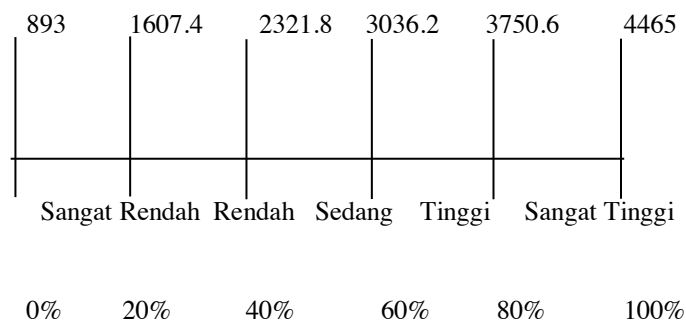 893 1607.4 2321.8 3036.2 3750.6 4465
Sangat Rendah Rendah Sedang Tinggi Sangat Tinggi
0% 20% 40% 60% 80% 100%